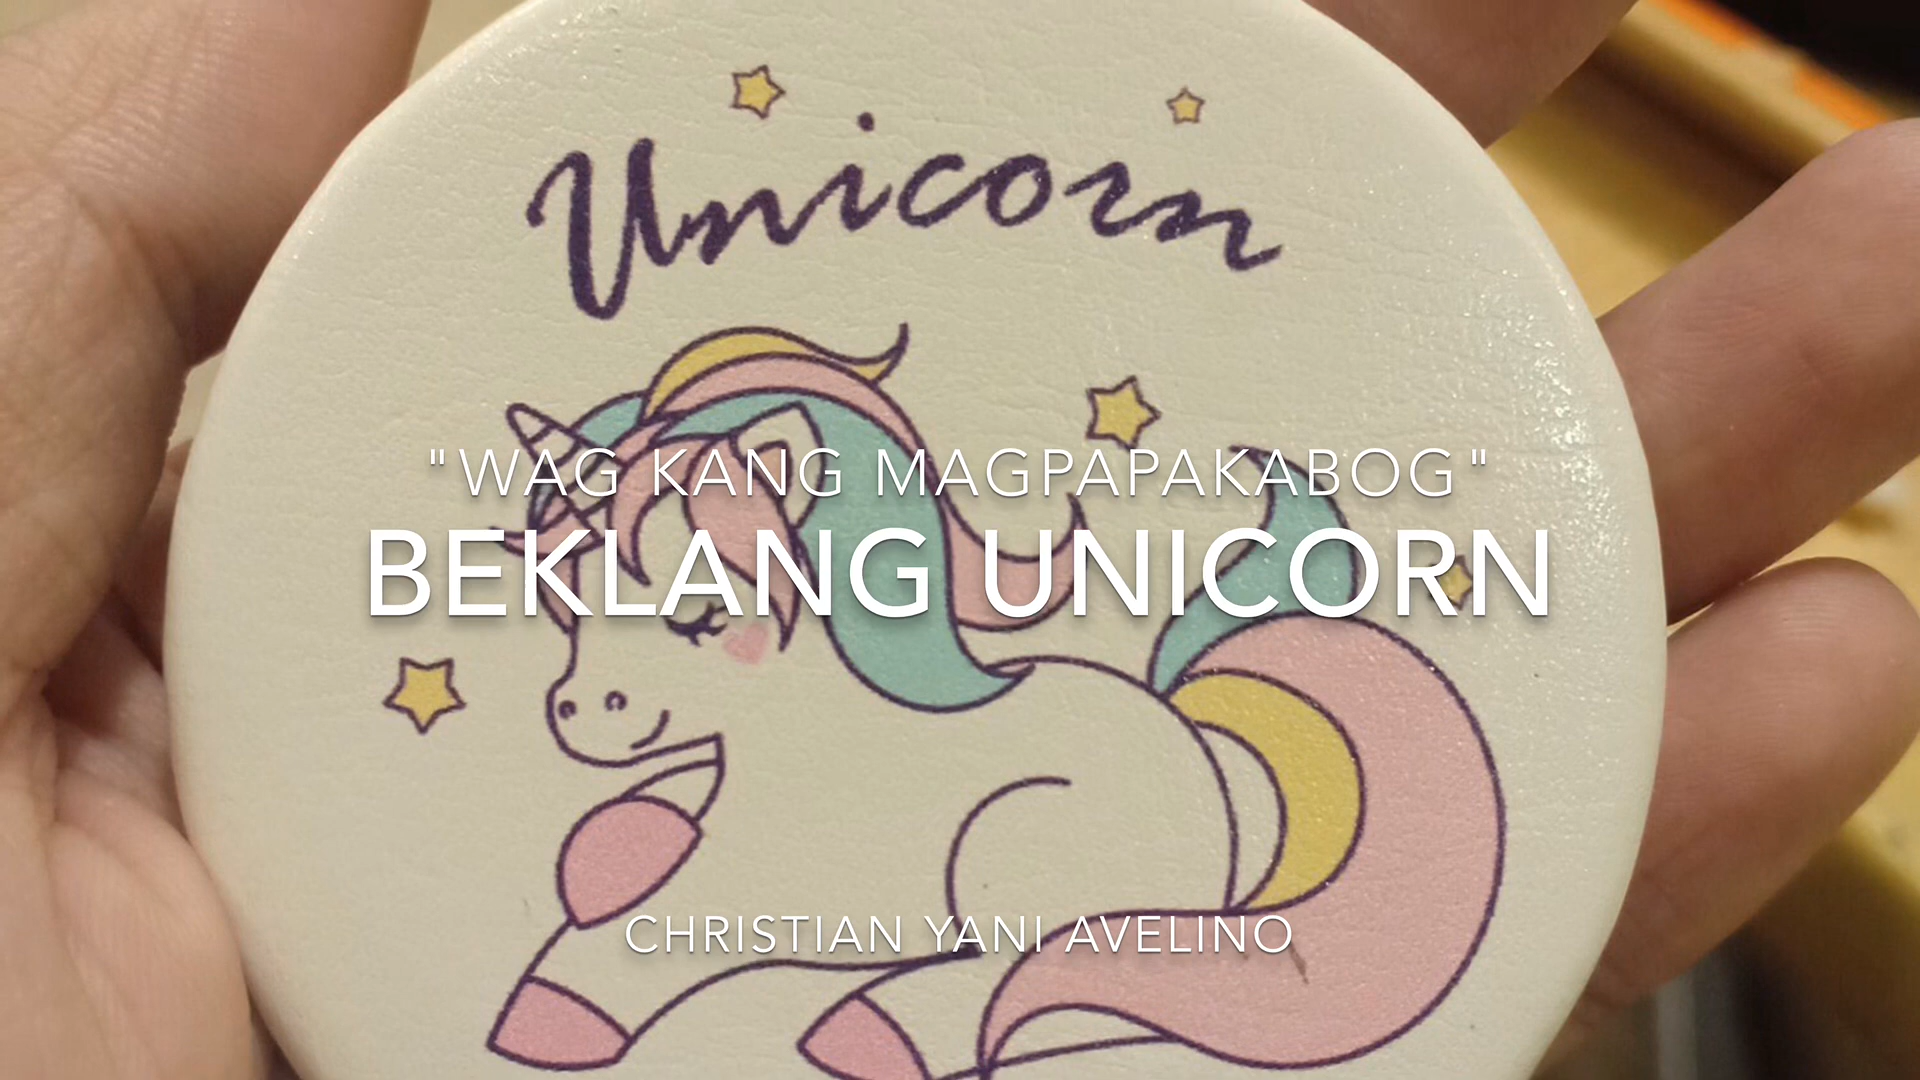 Unicorn
"WAG KANG MAGPAPAKABOG"
BEKLANG UNICORN
CHRISTIAN YANI AVELINO